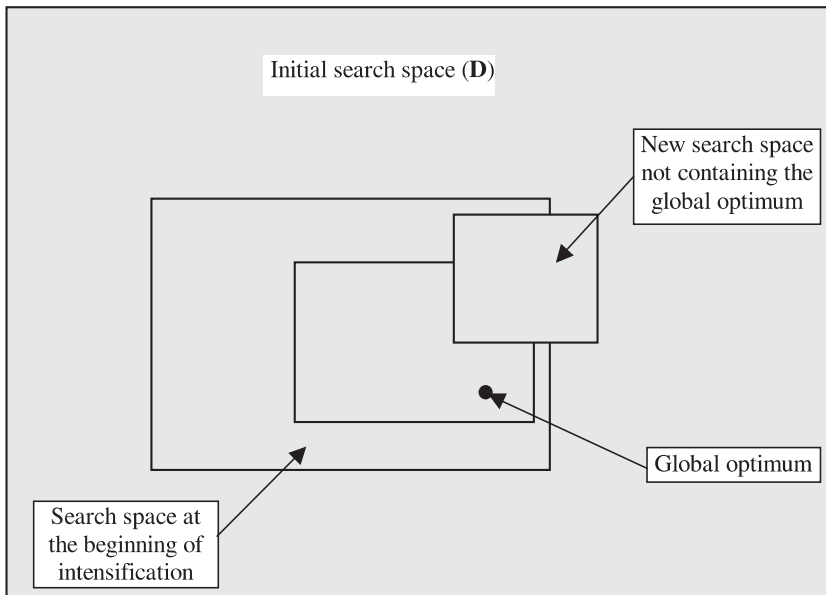 Initial search space (D)
New search space
not containing the
global optimum
Global optimum
Search space at
the beginning of
intensification